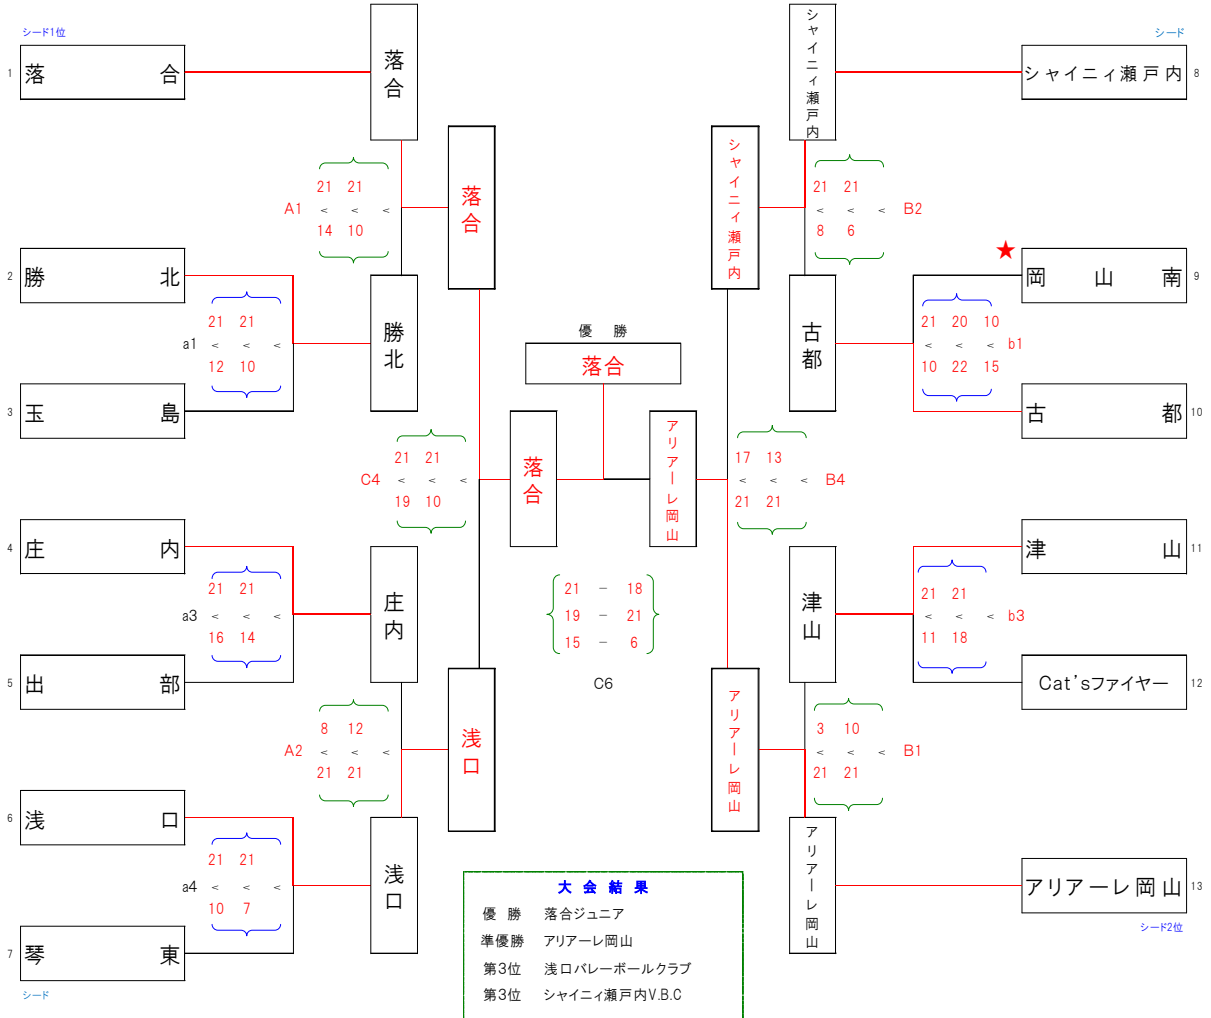 シード1位
1 落合
2 勝北
3 玉島
4 庄内
5 出部
6 浅口
7 琴東
シード
a1
21 21
< < <
12 10
a3
21 21
< < <
16 14
a4
21 21
< < <
10 7
落合
勝北
庄内
浅口
A1
21 21
< < <
14 10
A2
8 12
< < <
21 21
落合
浅口
C4
21 21
< < <
19 10
落合
優勝
落合
アリアーレ岡山
21 - 18
19 - 21
15 - 6
C6
シャイニィ瀬戸内
アリアーレ岡山
17 13
< < <
21 21
B4
シャイニィ瀬戸内
古都
津山
アリアーレ岡山
21 21
< < <
8 6
B2
3 10
< < <
21 21
B1
21 20 10
< < <
10 22 15
b1
21 21
< < <
11 18
b3
シード
シャイニィ瀬戸内 8
★
岡山南 9
古都 10
津山 11
Cat'sファイヤー 12
アリアーレ岡山 13
シード2位
大会結果
優勝 落合ジュニア
準優勝 アリアーレ岡山
第3位 浅口バレーボールクラブ
第3位 シャイニィ瀬戸内V.B.C